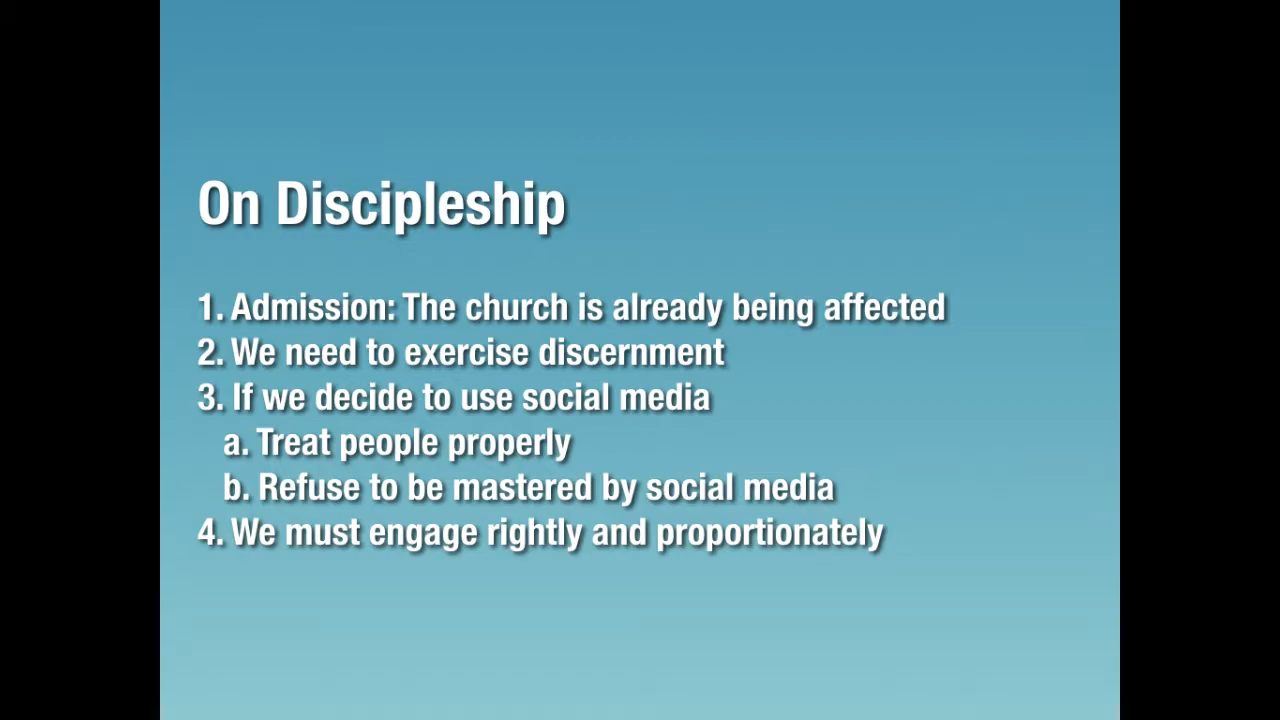 On Discipleship
1. Admission: The church is already being affected
2. We need to exercise discernment
3. If we decide to use social media
a. Treat people properly
b. Refuse to be mastered by social media
4. We must engage rightly and proportionately